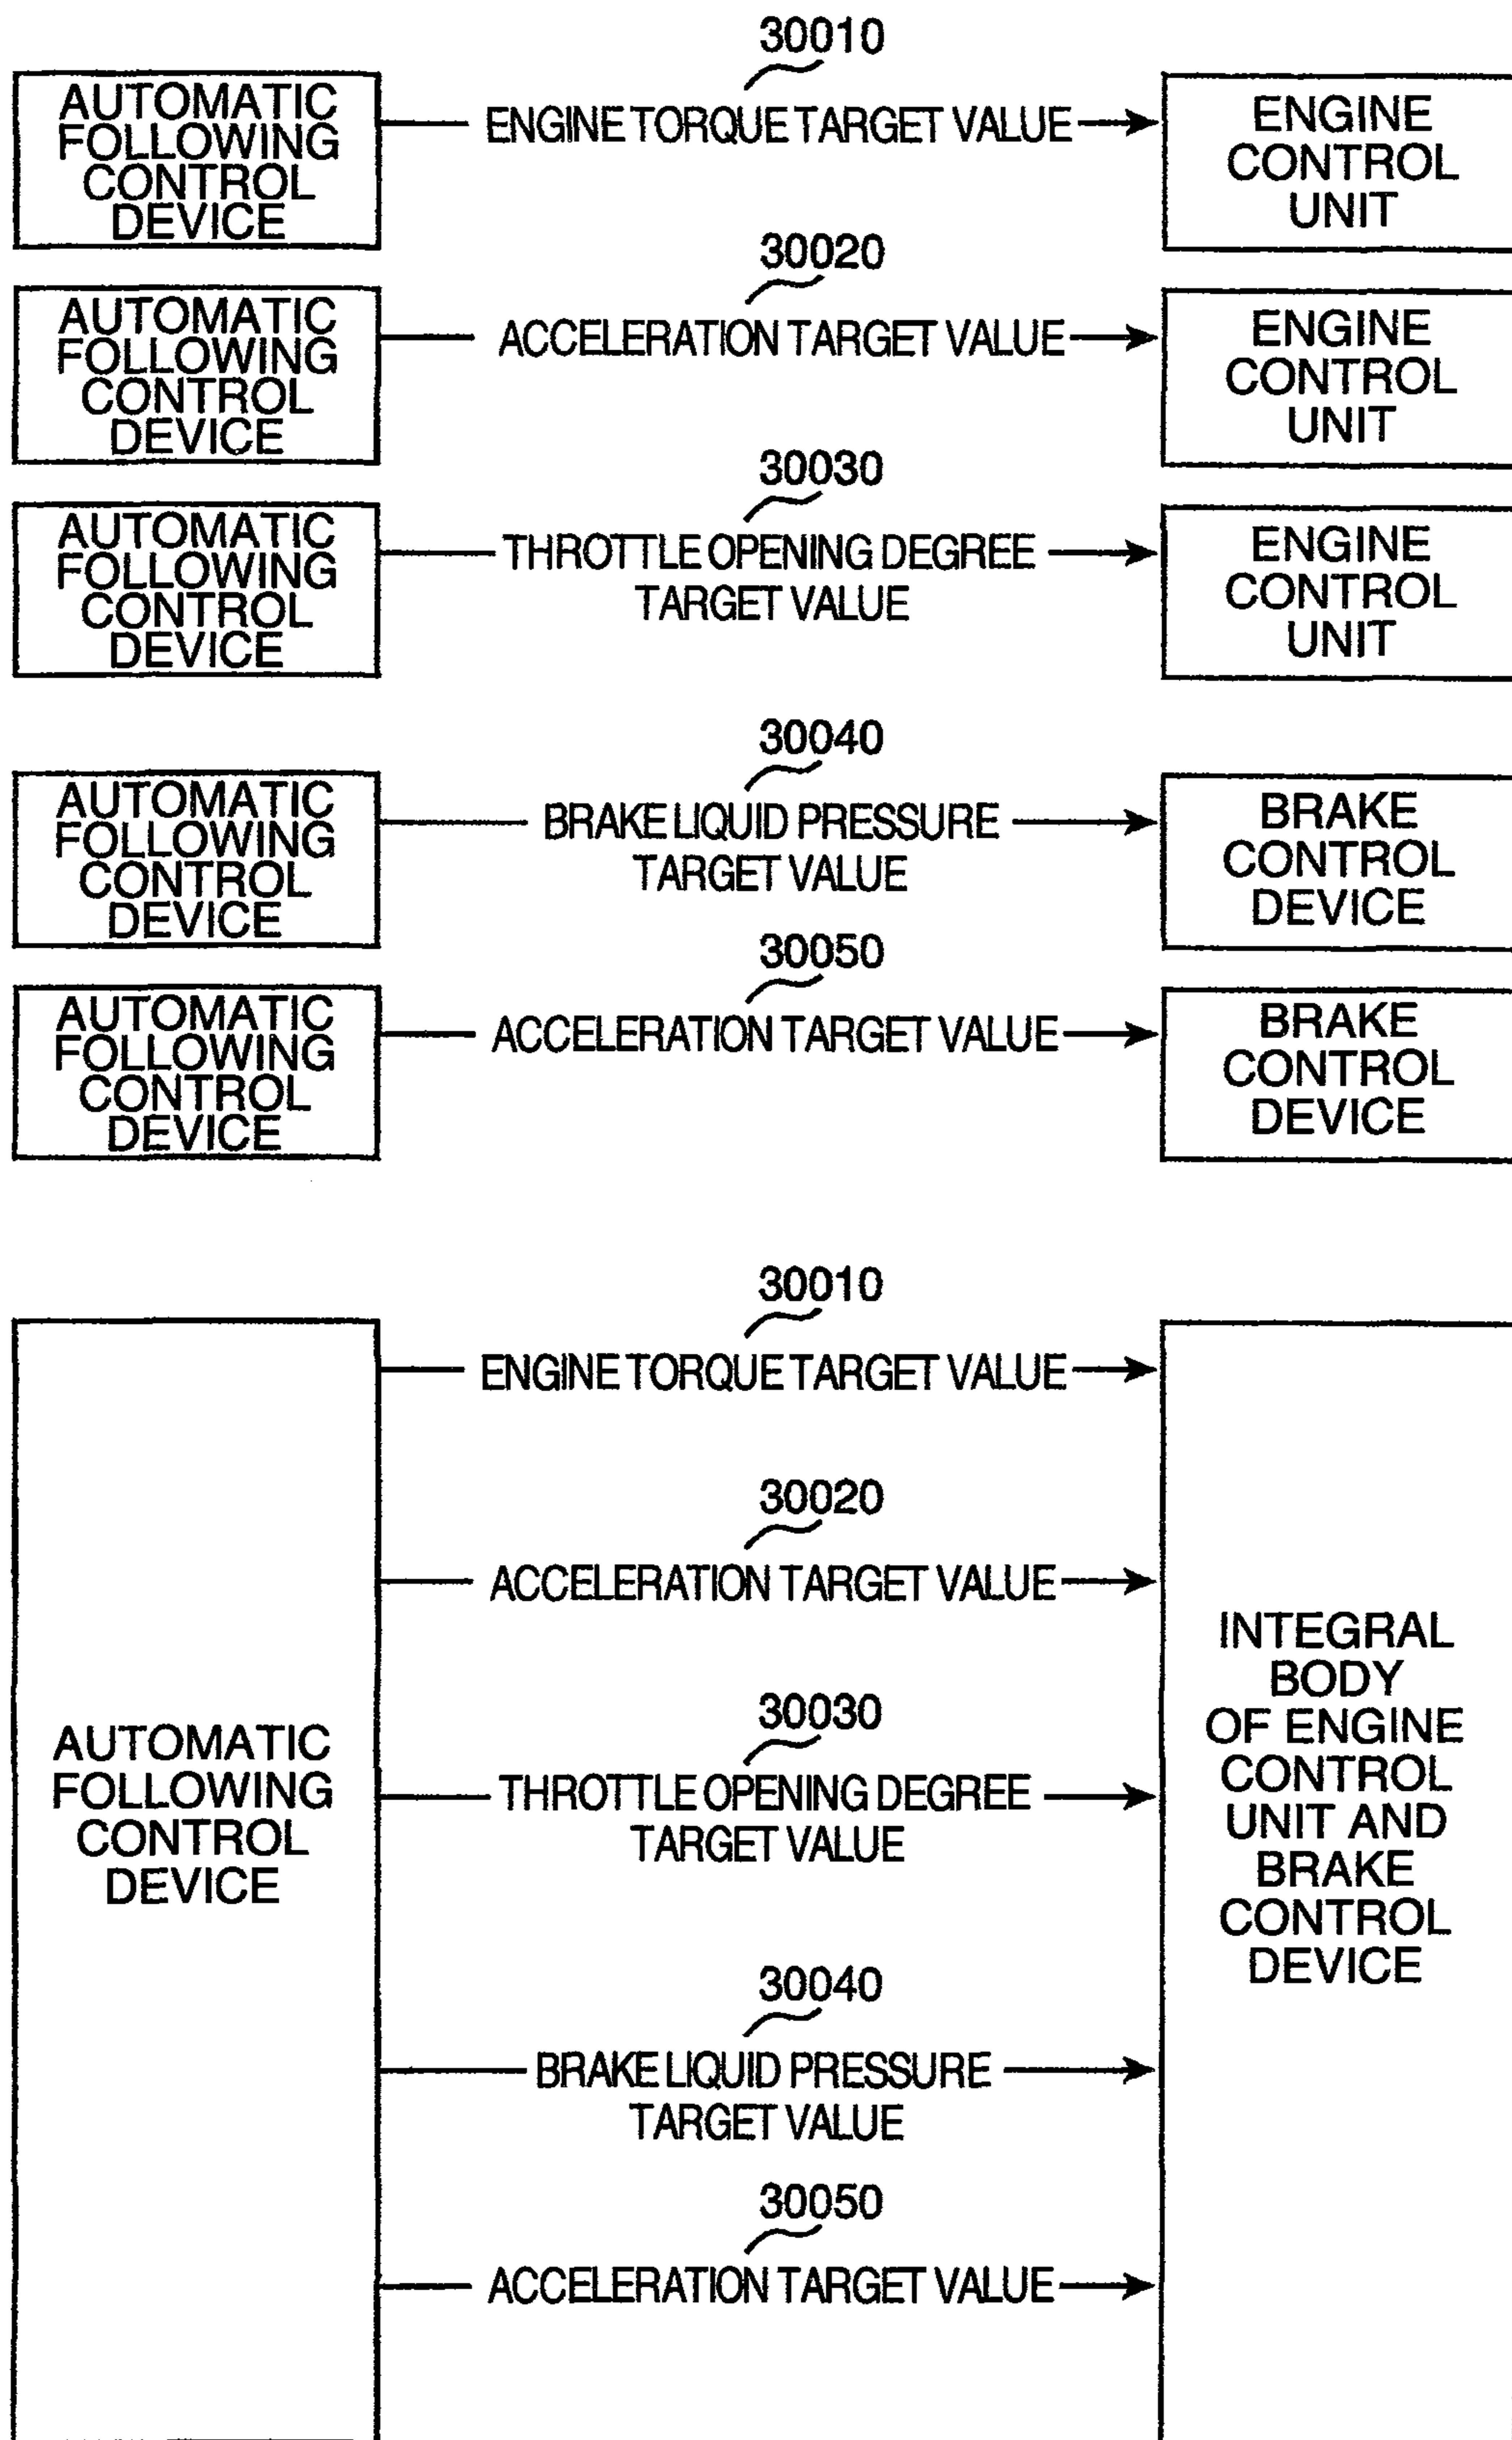 30010
AUTOMATIC
FOLLOWING
CONTROL
DEVICE
ENGINE TORQUE TARGET VALUE
ENGINE
CONTROL
UNIT
30020
AUTOMATIC
FOLLOWING
CONTROL
DEVICE
ACCELERATION TARGET VALUE
ENGINE
CONTROL
UNIT
30030
AUTOMATIC
FOLLOWING
CONTROL
DEVICE
THROTTLE OPENING DEGREE
TARGET VALUE
ENGINE
CONTROL
UNIT
30040
AUTOMATIC
FOLLOWING
CONTROL
DEVICE
BRAKE LIQUID PRESSURE
TARGET VALUE
BRAKE
CONTROL
DEVICE
30050
AUTOMATIC
FOLLOWING
CONTROL
DEVICE
ACCELERATION TARGET VALUE
BRAKE
CONTROL
DEVICE
AUTOMATIC
FOLLOWING
CONTROL
DEVICE
30010
ENGINE TORQUE TARGET VALUE
30020
ACCELERATION TARGET VALUE
30030
THROTTLE OPENING DEGREE
TARGET VALUE
30040
BRAKE LIQUID PRESSURE
TARGET VALUE
30050
ACCELERATION TARGET VALUE
INTEGRAL
BODY
OF ENGINE
CONTROL
UNIT AND
BRAKE
CONTROL
DEVICE